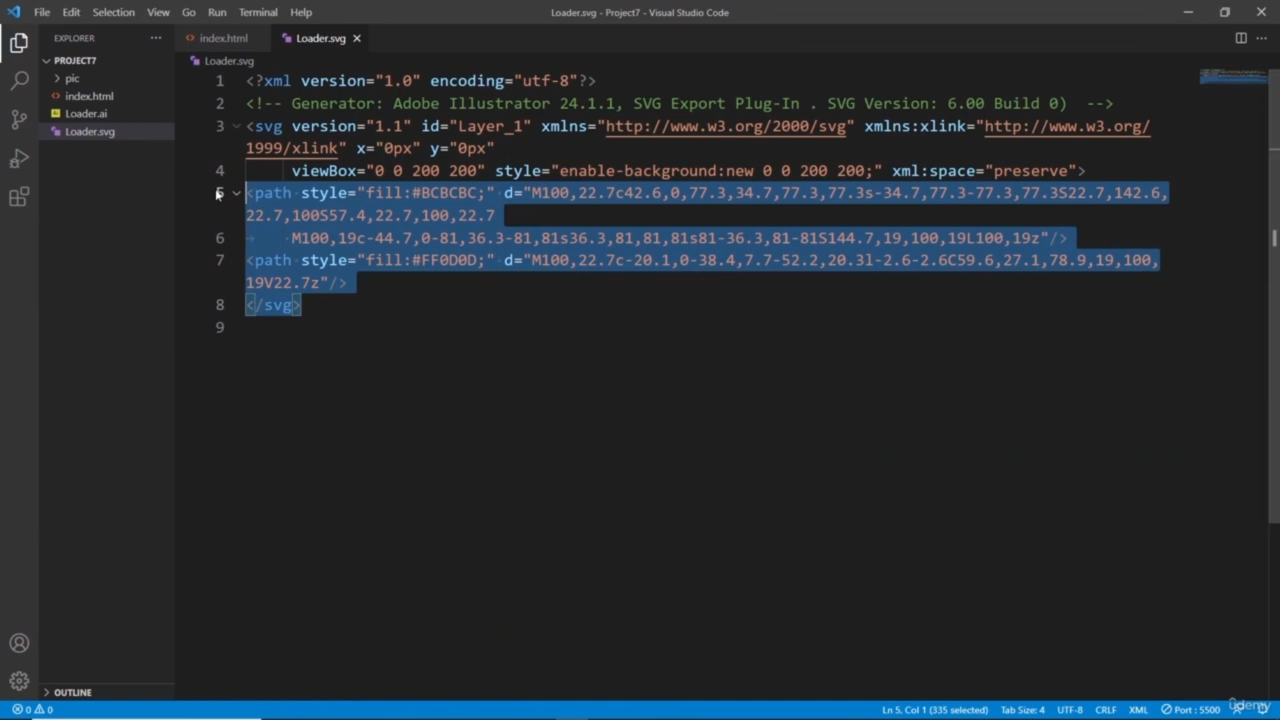 File Edit Selection View Go Run Terminal Help
Loader.svg - Project7 - Visual Studio Code
EXPLORER
index.html
Loader.svg
PROJECT7
pic
index.html
Loader.ai
Loader.svg
Loader.svg
1 <?xml version="1.0" encoding="utf-8"?>
2 <!-- Generator: Adobe Illustrator 24.1.1, SVG Export Plug-In . SVG Version: 6.00 Build 0)  -->
3 <svg version="1.1" id="Layer_1" xmlns="http://www.w3.org/2000/svg" xmlns:xlink="http://www.w3.org/
1999/xlink" x="0px" y="0px"
4 viewBox="0 0 200 200" style="enable-background:new 0 0 200 200;" xml:space="preserve">
5 <path style="fill:#BCBCBC;" d="M100,22.7c42.6,0,77.3,34.7,77.3,77.3s-34.7,77.3-77.3,77.3S22.7,142.6,
22.7,100S57.4,22.7,100,22.7
6 M100,19c-44.7,0-81,36.3-81,81s36.3,81,81,81s81-36.3,81-81S144.7,19,100,19L100,19z"/>
7 <path style="fill:#FF0D0D;" d="M100,22.7c-20.1,0-38.4,7.7-52.2,20.3l-2.6-2.6C59.6,27.1,78.9,19,100,
19V22.7z"/>
8 </svg>
9
OUTLINE
0 0
Ln 5, Col 1 (335 selected) Tab Size: 4 UTF-8 CRLF XML Port : 5500
udemy